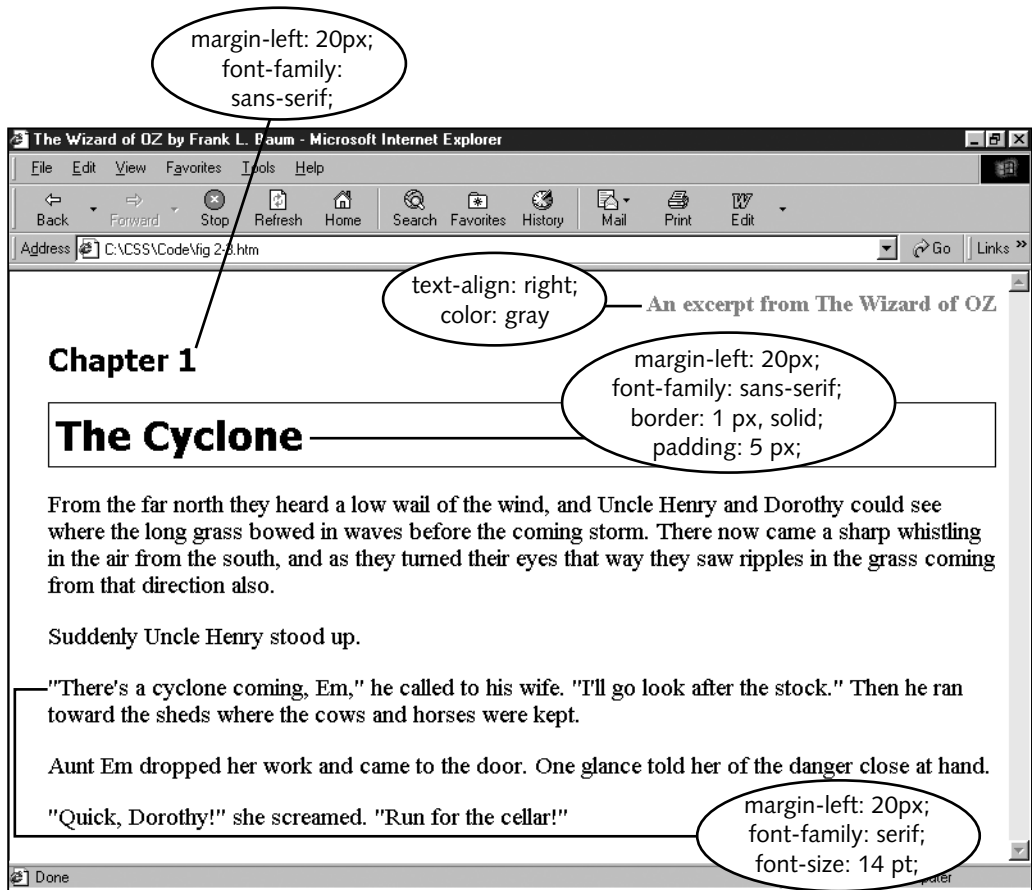 margin-left: 20px;
font-family:
sans-serif;
The Wizard of OZ by Frank L. Baum - Microsoft Internet Explorer
File Edit View Favorites Tools Help
Back Forward Stop Refresh Home Search Favorites History Mail Print Edit
Address C:\CSS\Code\fig 2-3.htm Go Links »
text-align: right;
color: gray
An excerpt from The Wizard of OZ
Chapter 1
margin-left: 20px;
font-family: sans-serif;
border: 1 px, solid;
padding: 5 px;
The Cyclone
From the far north they heard a low wail of the wind, and Uncle Henry and Dorothy could see
where the long grass bowed in waves before the coming storm. There now came a sharp whistling
in the air from the south, and as they turned their eyes that way they saw ripples in the grass coming
from that direction also.
Suddenly Uncle Henry stood up.
"There's a cyclone coming, Em," he called to his wife. "I'll go look after the stock." Then he ran
toward the sheds where the cows and horses were kept.
Aunt Em dropped her work and came to the door. One glance told her of the danger close at hand.
"Quick, Dorothy!" she screamed. "Run for the cellar!"
margin-left: 20px;
font-family: serif;
font-size: 14 pt;
Done